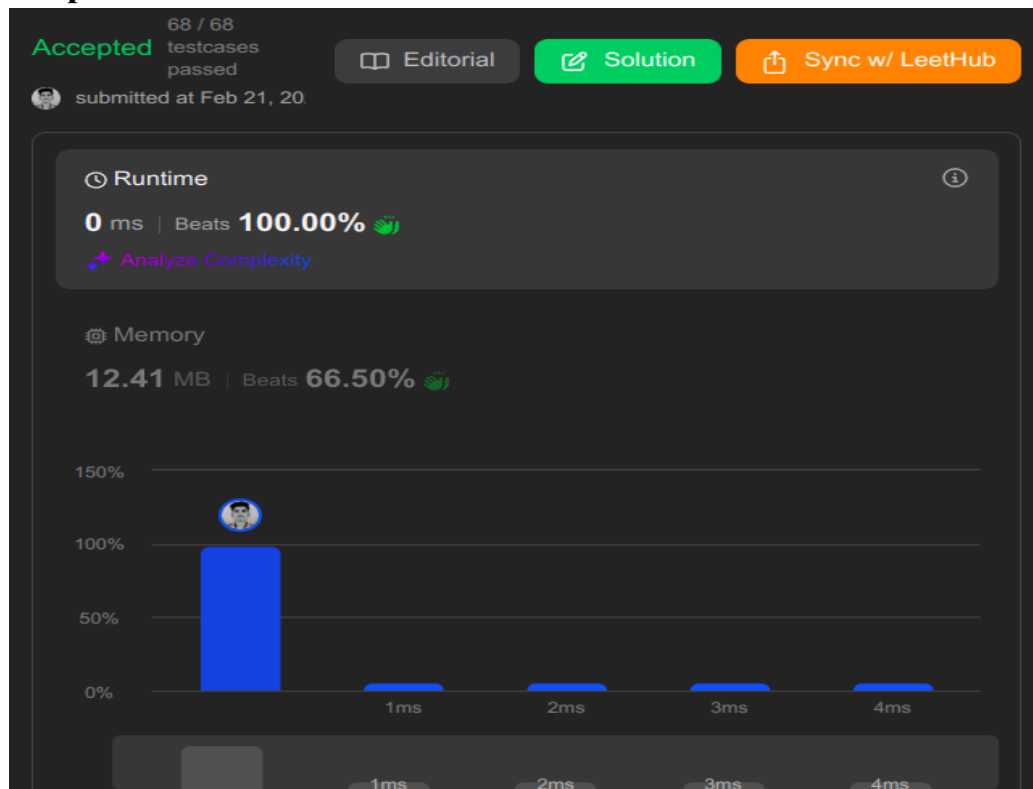 Accepted
68 / 68
testcases
passed
Editorial
Solution
Sync w/ LeetHub
submitted at Feb 21, 20
Runtime
0 ms | Beats 100.00%
Analyze Complexity
Memory
12.41 MB | Beats 66.50%
150%
100%
50%
0%
1ms 2ms 3ms 4ms
1ms 2ms 3ms 4ms